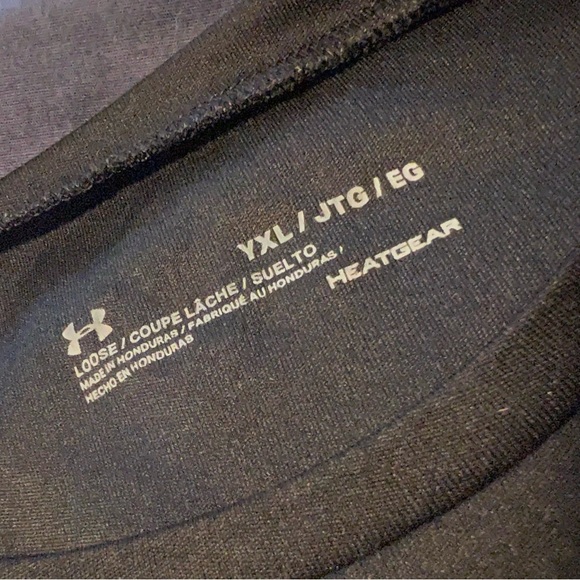 YXL / JTG / EG
HEATGEAR
LOOSE / COUPE LÂCHE / SUELTO
MADE IN HONDURAS / FABRIQUÉ AU HONDURAS /
HECHO EN HONDURAS